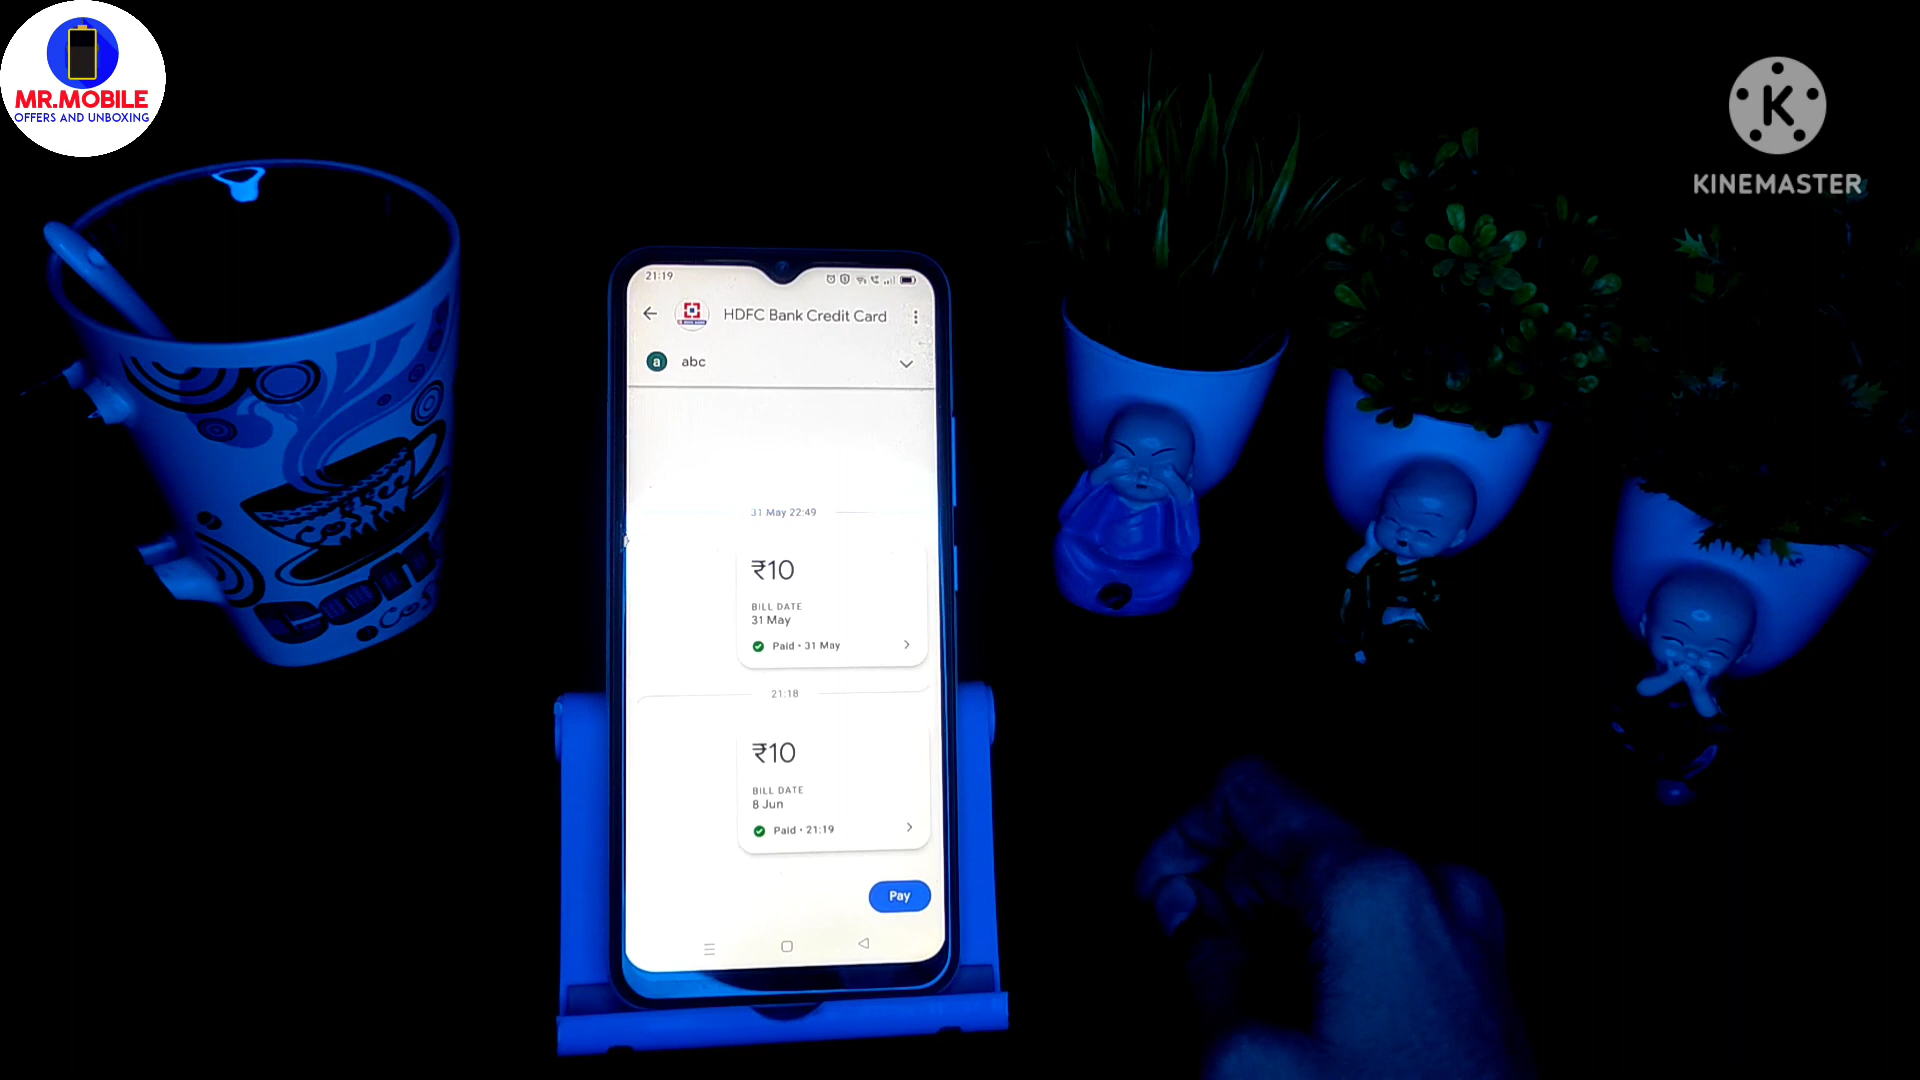 MR.MOBILE
OFFERS AND UNBOXING
K
KINEMASTER
21:19
HDFC Bank Credit Card
a abc
31 May 22:49
₹10
BILL DATE
31 May
Paid • 31 May
21:18
₹10
BILL DATE
8 Jun
Paid • 21:19
Pay